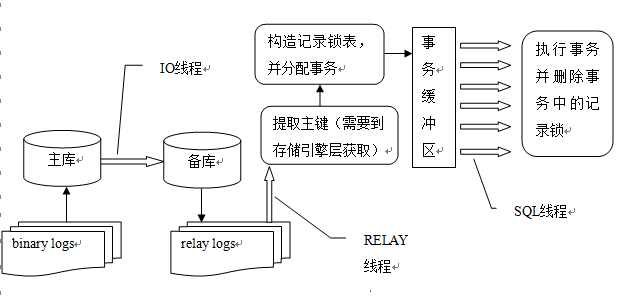 IO线程
主库
备库
binary logs
relay logs
构造记录锁表，
并分配事务
提取主键（需要到
存储引擎层获取）
RELAY
线程
事
务
缓
冲
区
执行事务
并删除事
务中的记
录锁
SQL线程